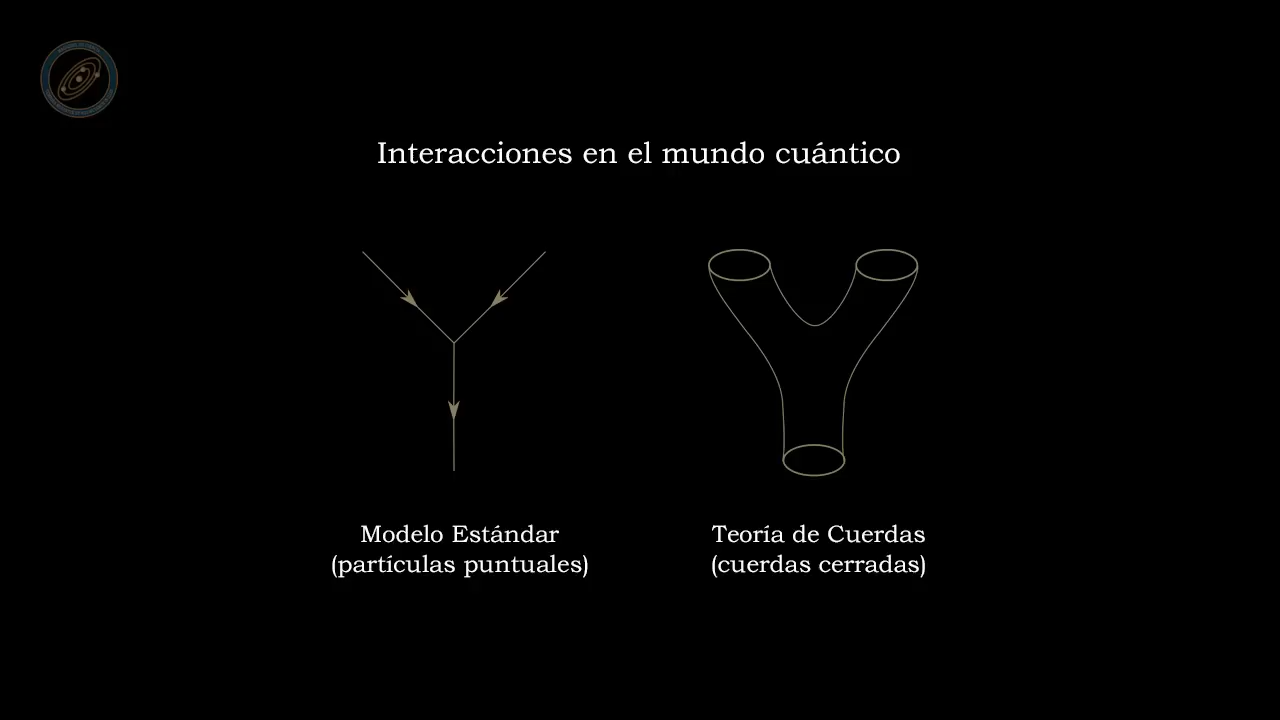 Interacciones en el mundo cuántico
Modelo Estándar
(partículas puntuales)
Teoría de Cuerdas
(cuerdas cerradas)